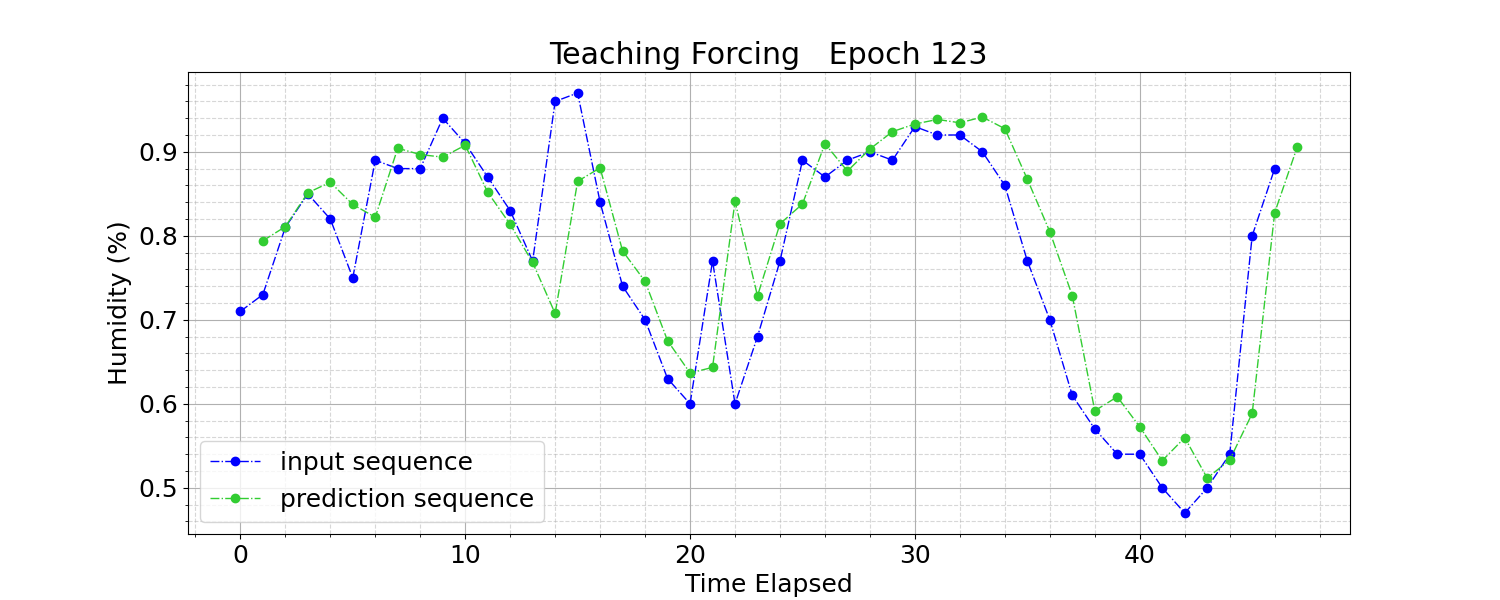 Teaching Forcing   Epoch 123
Humidity (%)
0.9
0.8
0.7
0.6
0.5
input sequence
prediction sequence
0 10 20 30 40
Time Elapsed